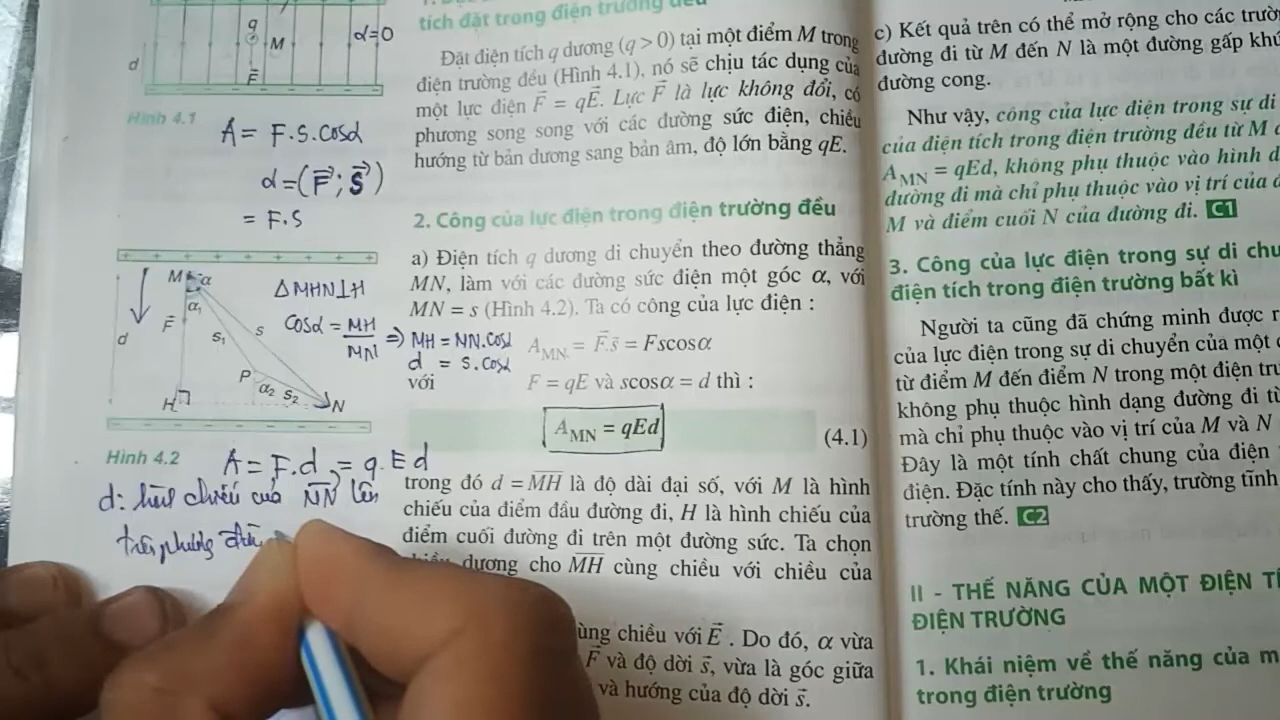 q
M
α=0
d
F⃗
Hình 4.1
A = F.S.cosα
α = (F⃗ ; S⃗)
= F.S
M
α
α₁
F⃗
d
s₁
s
P
α₂
s₂
H
N
ΔMHN⊥H
cosα = MH/MN ⇒ MH = MN.cosα
d = s.cosα
Hình 4.2
A = F.d = q.Ed
d: hình chiếu của MN lên
trên phương
tích đặt trong điện trường đều
Đặt điện tích q dương (q > 0) tại một điểm M trong
điện trường đều (Hình 4.1), nó sẽ chịu tác dụng của
một lực điện F⃗ = qE⃗. Lực F⃗ là lực không đổi, có
phương song song với các đường sức điện, chiều
hướng từ bản dương sang bản âm, độ lớn bằng qE.
2. Công của lực điện trong điện trường đều
a) Điện tích q dương di chuyển theo đường thẳng
MN, làm với các đường sức điện một góc α, với
MN = s (Hình 4.2). Ta có công của lực điện :
A_MN = F⃗.s⃗ = Fscosα
với F = qE và scosα = d thì :
A_MN = qEd (4.1)
trong đó d = M̅H̅ là độ dài đại số, với M là hình
chiếu của điểm đầu đường đi, H là hình chiếu của
điểm cuối đường đi trên một đường sức. Ta chọn
dương cho M̅H̅ cùng chiều với chiều của
cùng chiều với E⃗. Do đó, α vừa
F⃗ và độ dời s⃗, vừa là góc giữa
và hướng của độ dời s⃗.
c) Kết quả trên có thể mở rộng cho các
đường đi từ M đến N là một đường gấp
đường cong.
Như vậy, công của lực điện trong sự di
của điện tích trong điện trường đều từ M
A_MN = qEd, không phụ thuộc vào hình
đường đi mà chỉ phụ thuộc vào vị trí của
M và điểm cuối N của đường đi. C1
3. Công của lực điện trong sự di
điện tích trong điện trường bất kì
Người ta cũng đã chứng minh được
của lực điện trong sự di chuyển của một
từ điểm M đến điểm N trong một điện
không phụ thuộc hình dạng đường đi
mà chỉ phụ thuộc vào vị trí của M và N
Đây là một tính chất chung của điện
điện. Đặc tính này cho thấy, trường tĩnh
trường thế. C2
II - THẾ NĂNG CỦA MỘT ĐIỆN
ĐIỆN TRƯỜNG
1. Khái niệm về thế năng của
trong điện trường